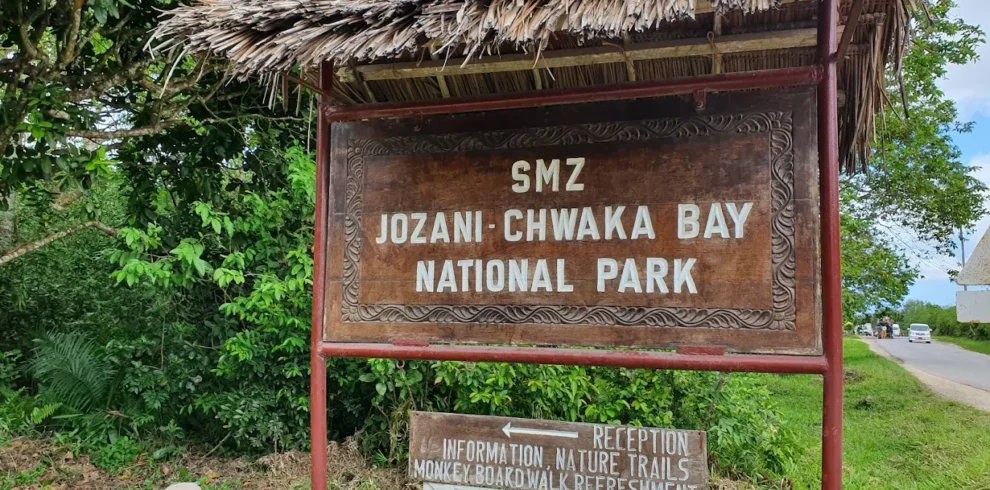 SMZ
JOZANI-CHWAKA BAY
NATIONAL PARK
RECEPTION
INFORMATION, NATURE TRAILS
MONKEY BOARDWALK REFRESHMENT